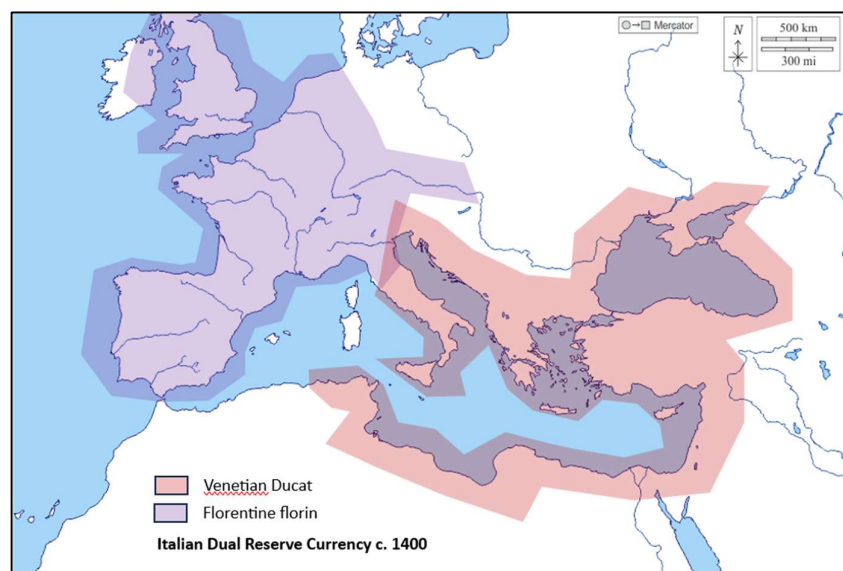 Mercator
N
500 km
300 mi
Venetian Ducat
Florentine florin
Italian Dual Reserve Currency c. 1400